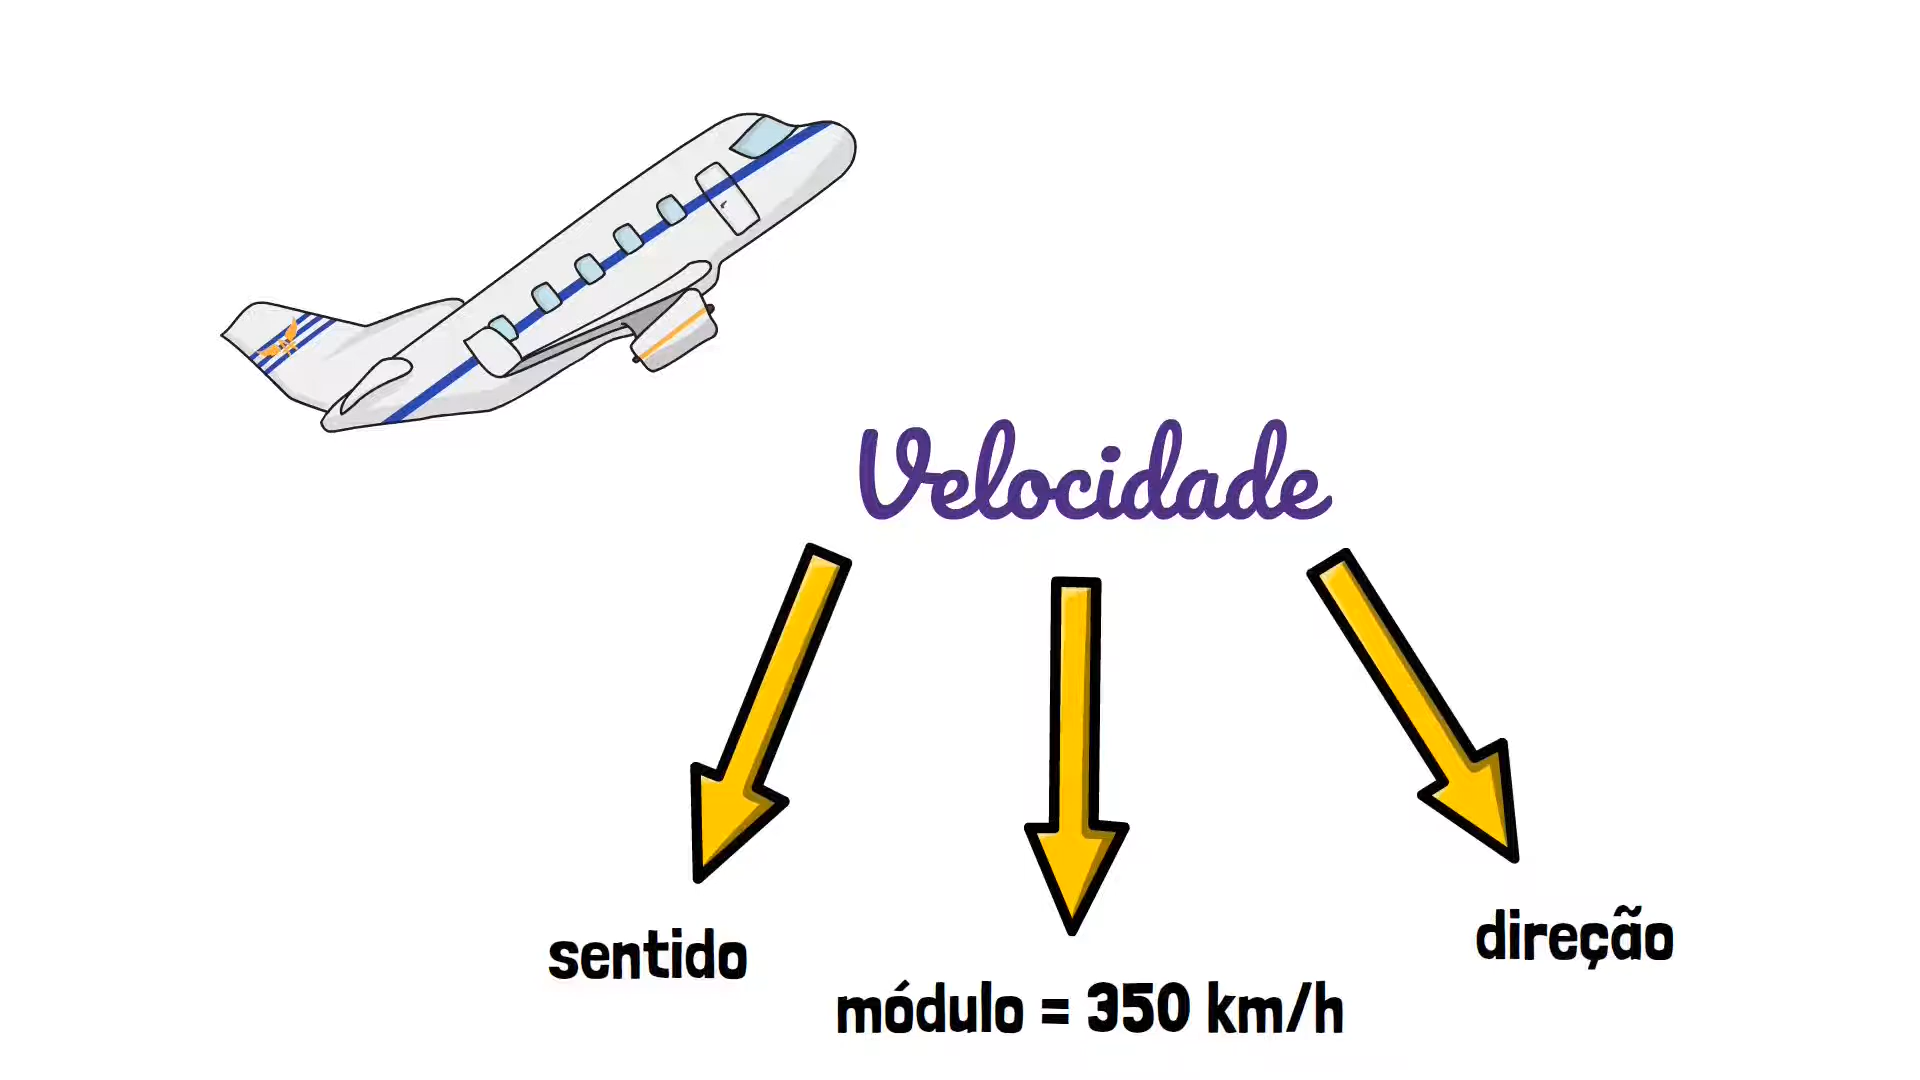 Velocidade
sentido
módulo = 350 km/h
direção